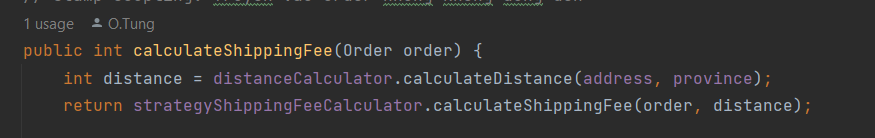 1 usage O.Tung
public int calculateShippingFee(Order order) {
int distance = distanceCalculator.calculateDistance(address, province);
return strategyShippingFeeCalculator.calculateShippingFee(order, distance);